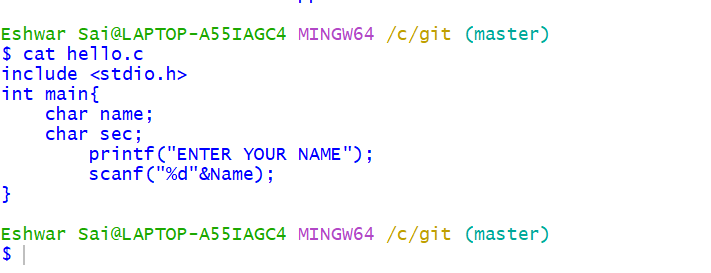 Eshwar Sai@LAPTOP-A55IAGC4 MINGW64 /c/git (master)
$ cat hello.c
include <stdio.h>
int main{
    char name;
    char sec;
        printf("ENTER YOUR NAME");
        scanf("%d"&Name);
}
Eshwar Sai@LAPTOP-A55IAGC4 MINGW64 /c/git (master)
$